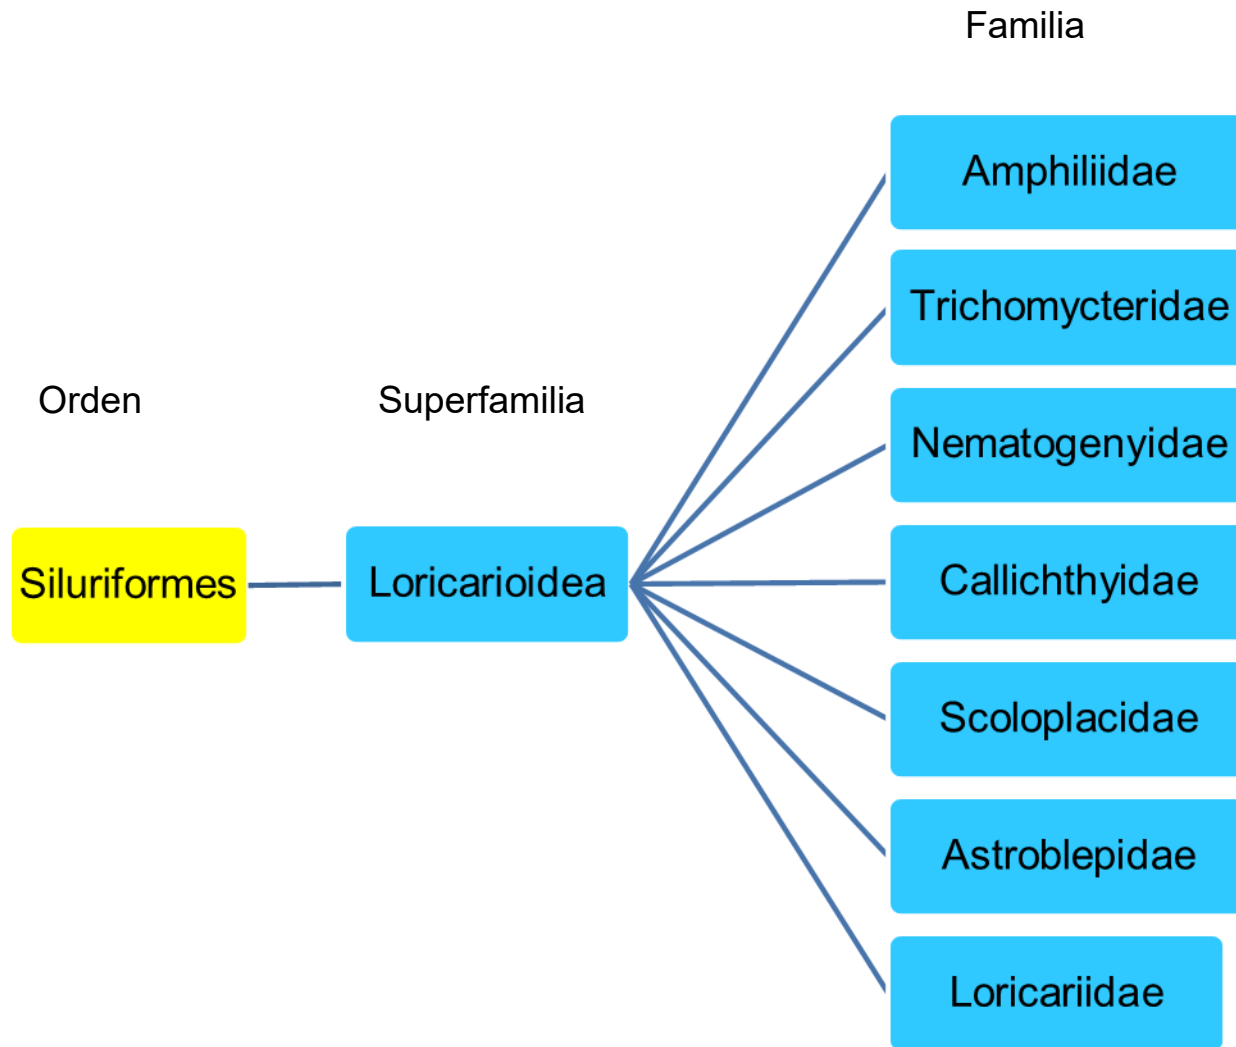 Familia
Amphiliidae
Trichomycteridae
Orden
Superfamilia
Nematogenyidae
Siluriformes
Loricarioidea
Callichthyidae
Scoloplacidae
Astroblepidae
Loricariidae